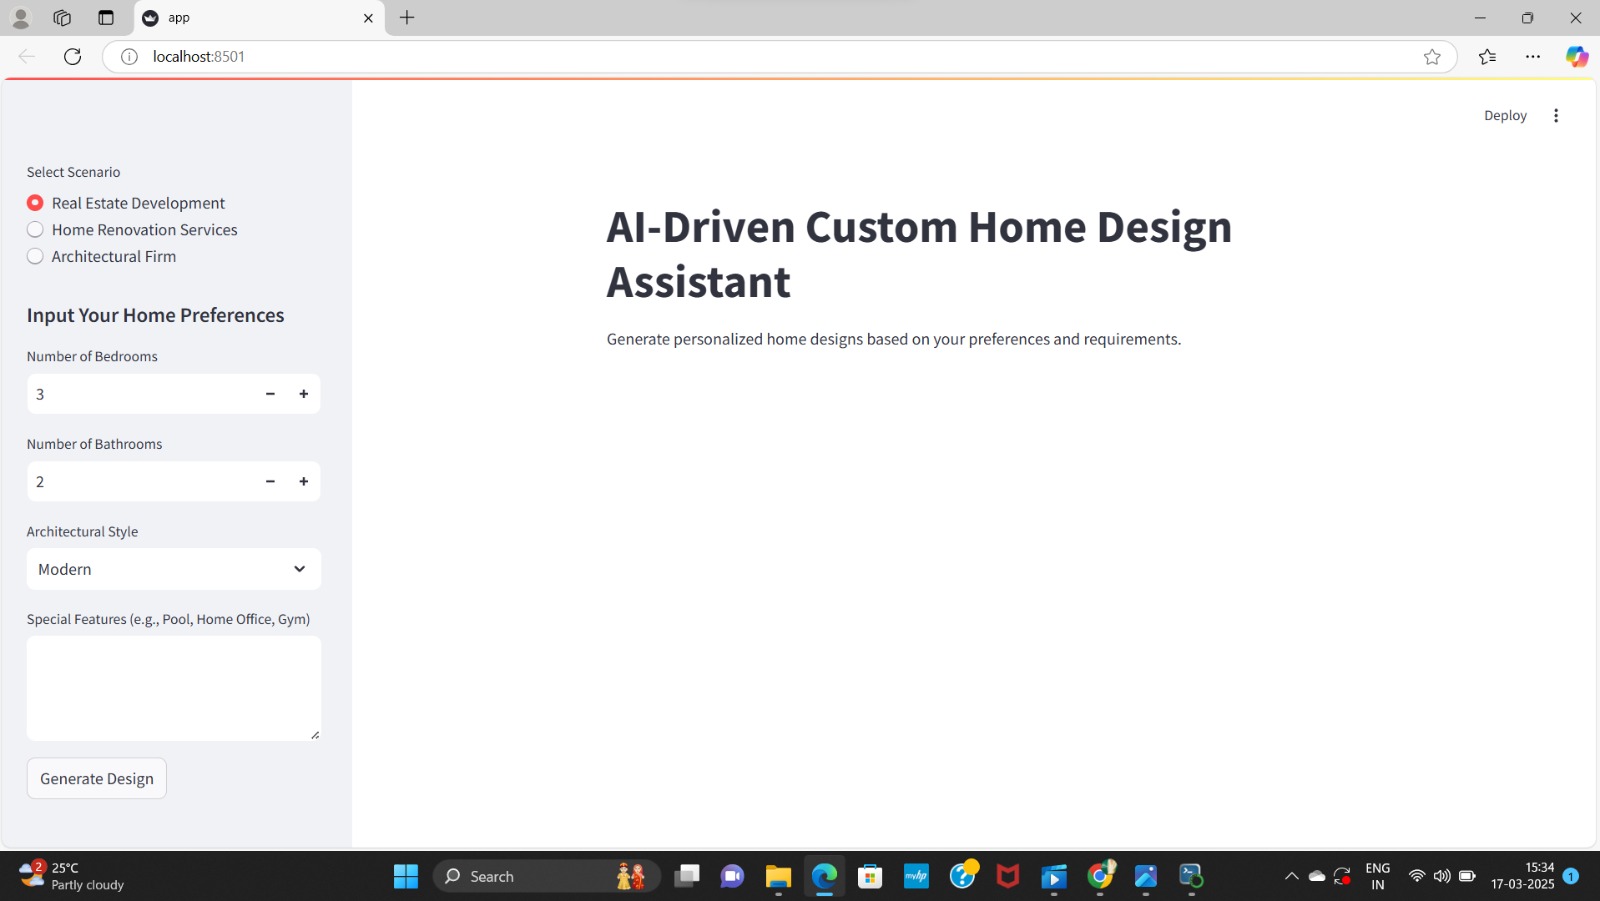 app
localhost:8501
Deploy
Select Scenario
Real Estate Development
Home Renovation Services
Architectural Firm
Input Your Home Preferences
Number of Bedrooms
3
Number of Bathrooms
2
Architectural Style
Modern
Special Features (e.g., Pool, Home Office, Gym)
Generate Design
AI-Driven Custom Home Design
Assistant
Generate personalized home designs based on your preferences and requirements.
2
25°C
Partly cloudy
Search
myhp
ENG
IN
15:34
17-03-2025
1